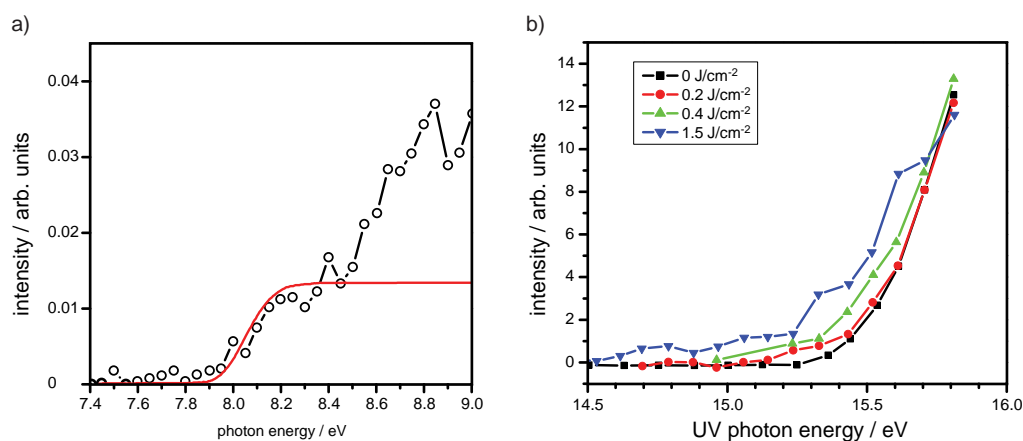 a)
intensity / arb. units
0.04
0.03
0.02
0.01
0
7.4 7.6 7.8 8.0 8.2 8.4 8.6 8.8 9.0
photon energy / eV
b)
intensity / arb. units
14
12
10
8
6
4
2
0
0 J/cm-2
0.2 J/cm-2
0.4 J/cm-2
1.5 J/cm-2
14.5 15.0 15.5 16.0
UV photon energy / eV